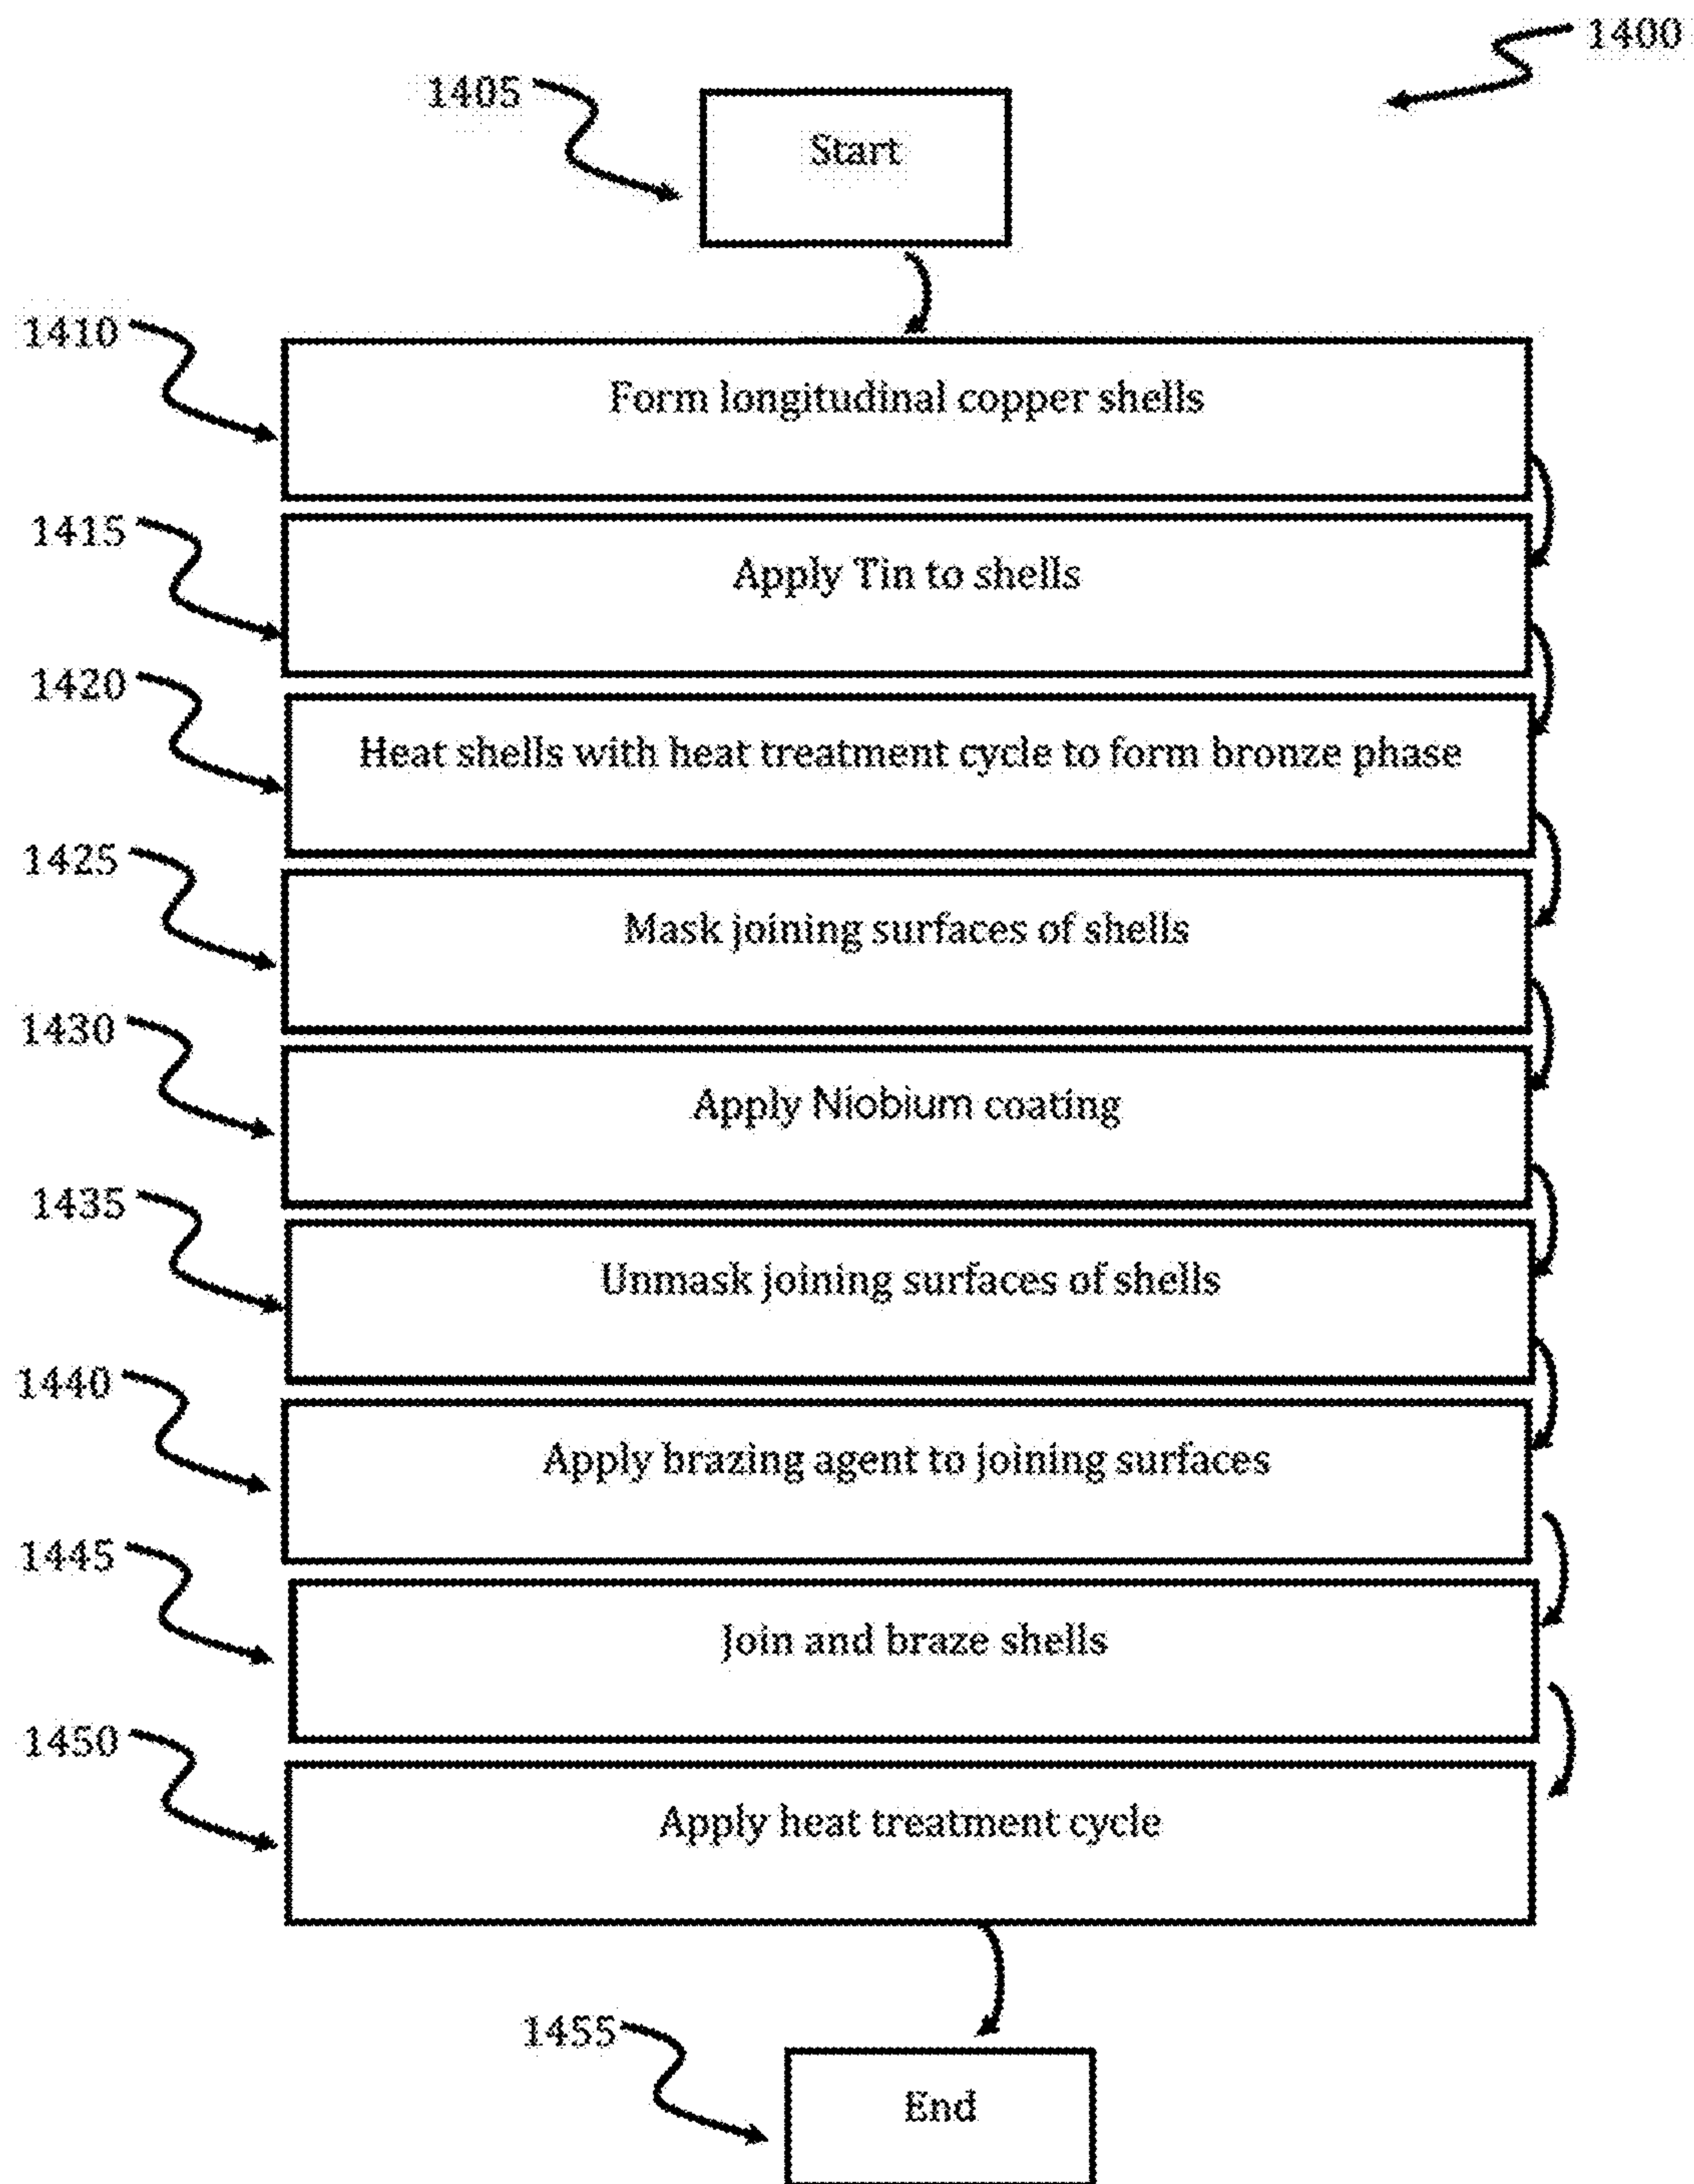 1400
1405
Start
1410
Form longitudinal copper shells
1415
Apply Tin to shells
1420
Heat shells with heat treatment cycle to form bronze phase
1425
Mask joining surfaces of shells
1430
Apply Niobium coating
1435
Unmask joining surfaces of shells
1440
Apply brazing agent to joining surfaces
1445
Join and braze shells
1450
Apply heat treatment cycle
1455
End